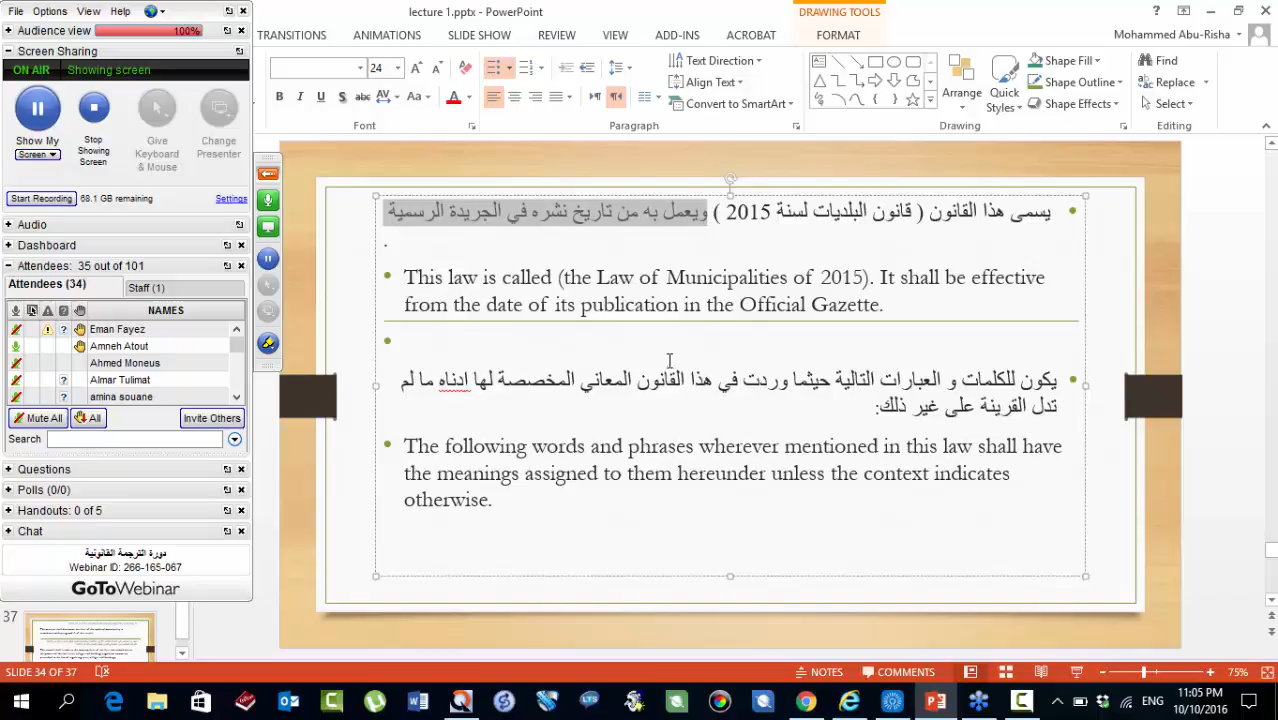 File Options View Help
Audience view 100%
Screen Sharing
ON AIR Showing screen
Show My Screen
Stop Showing Screen
Give Keyboard & Mouse
Change Presenter
Start Recording 68.1 GB remaining Settings
Audio
Dashboard
Attendees: 35 out of 101
Attendees (34) Staff (1)
NAMES
Eman Fayez
Amneh Atout
Ahmed Moneus
Almar Tulimat
amina souane
Mute All All Invite Others
Search
Questions
Polls (0/0)
Handouts: 0 of 5
Chat
دورة الترجمة القانونية
Webinar ID: 266-165-067
GoToWebinar
lecture 1.pptx - PowerPoint
DRAWING TOOLS
TRANSITIONS ANIMATIONS SLIDE SHOW REVIEW VIEW ADD-INS ACROBAT FORMAT
Mohammed Abu-Risha
24
Text Direction
Align Text
Convert to SmartArt
Arrange
Quick Styles
Shape Fill
Shape Outline
Shape Effects
Find
Replace
Select
Font Paragraph Drawing Editing
يسمى هذا القانون ( قانون البلديات لسنة 2015 ) ويعمل به من تاريخ نشره في الجريدة الرسمية
.
This law is called (the Law of Municipalities of 2015). It shall be effective
from the date of its publication in the Official Gazette.
يكون للكلمات و العبارات التالية حيثما وردت في هذا القانون المعاني المخصصة لها ادناه ما لم
تدل القرينة على غير ذلك:
The following words and phrases wherever mentioned in this law shall have
the meanings assigned to them hereunder unless the context indicates
otherwise.
37
SLIDE 34 OF 37 NOTES COMMENTS 75%
ENG
11:05 PM
10/10/2016